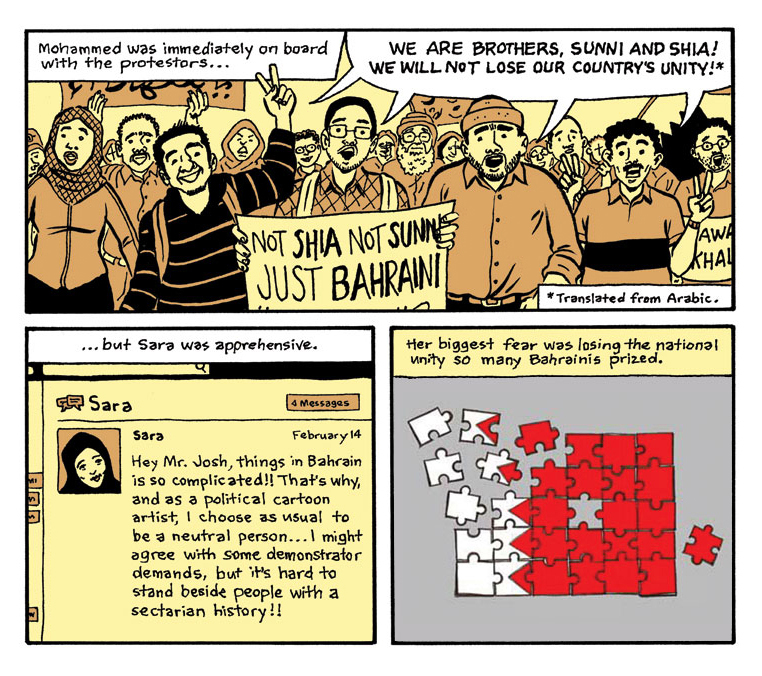 Mohammed was immediately on board
with the protestors...
WE ARE BROTHERS, SUNNI AND SHIA!
WE WILL NOT LOSE OUR COUNTRY'S UNITY!*
NOT SHIA NOT SUNNI
JUST BAHRAINI
AWA
KHAL
*Translated from Arabic.
...but Sara was apprehensive.
Sara
4 Messages
Sara
February 14
Hey Mr. Josh, things in Bahrain
is so complicated!! That's why,
and as a political cartoon
artist, I choose as usual to
be a neutral person...I might
agree with some demonstrator
demands, but it's hard to
stand beside people with a
sectarian history!!
Her biggest fear was losing the national
unity so many Bahrainis prized.